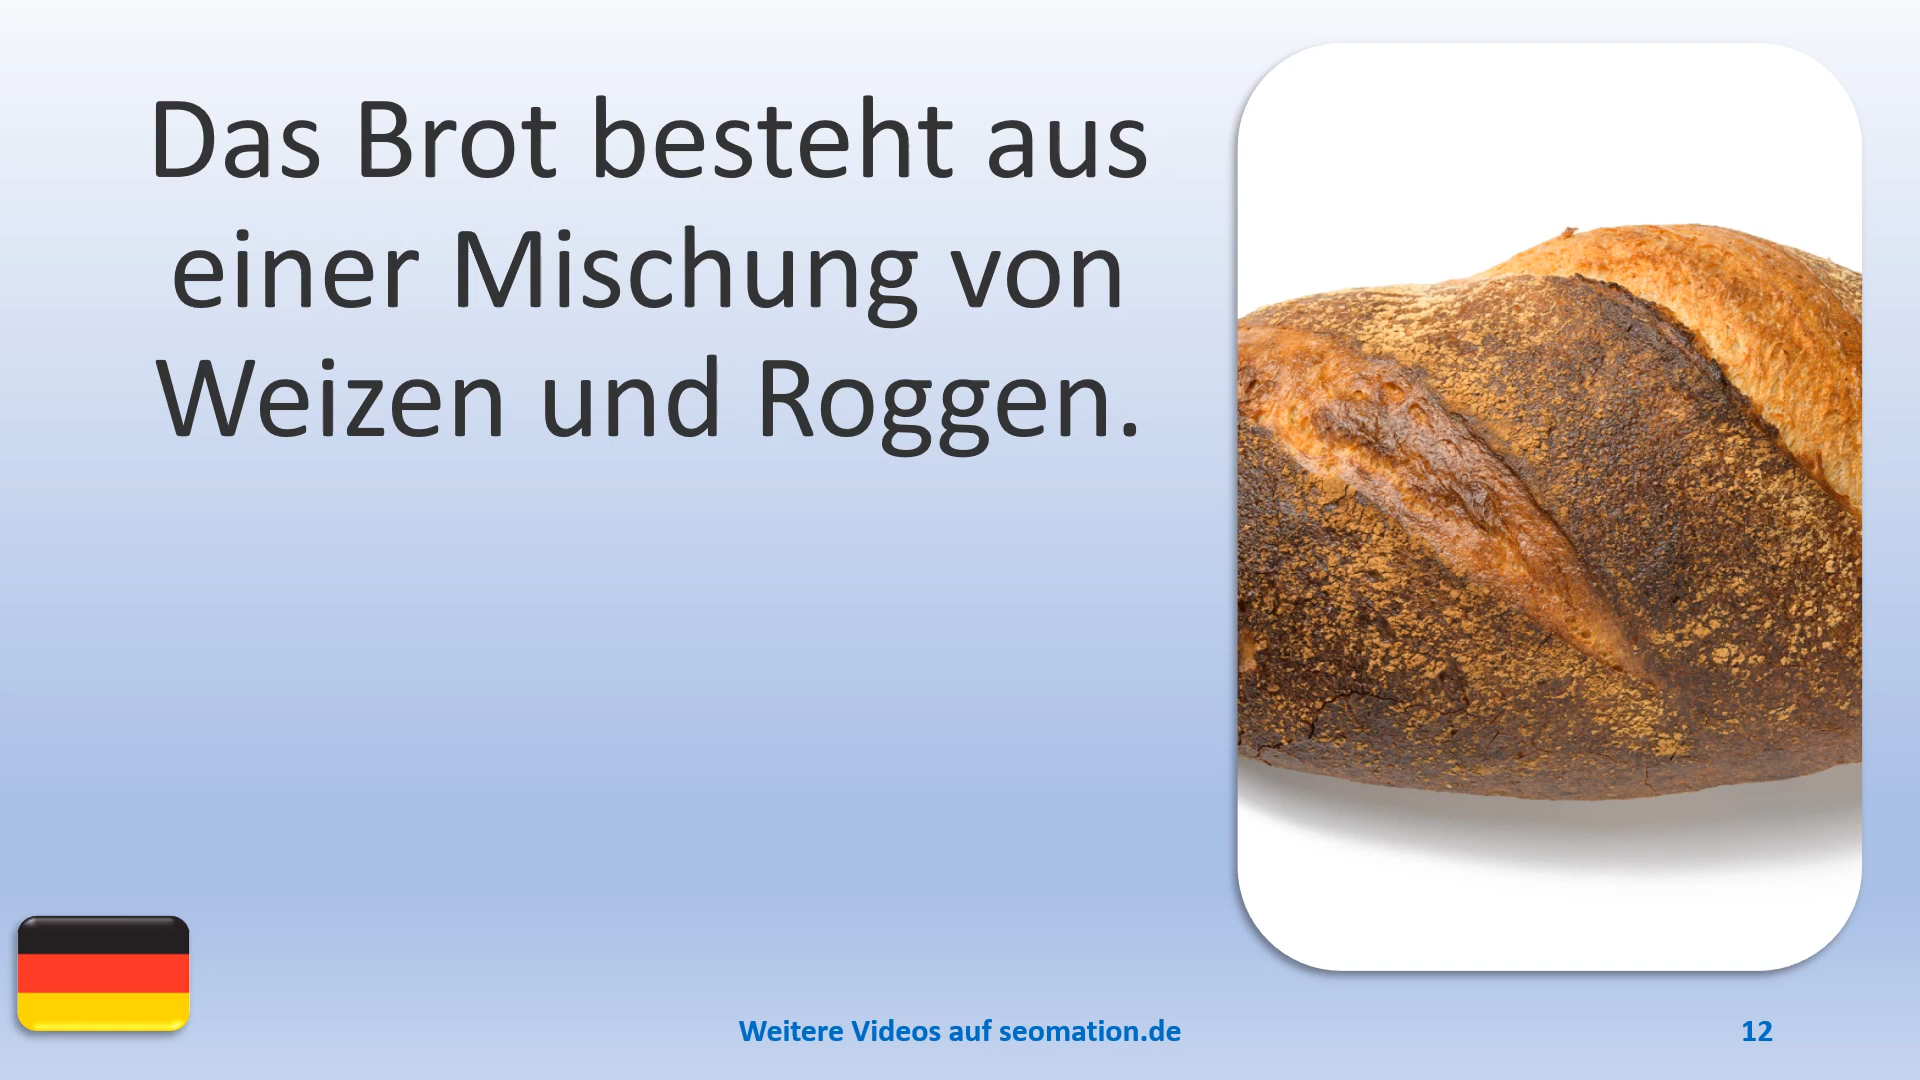 Das Brot besteht aus
einer Mischung von
Weizen und Roggen.
Weitere Videos auf seomation.de
12